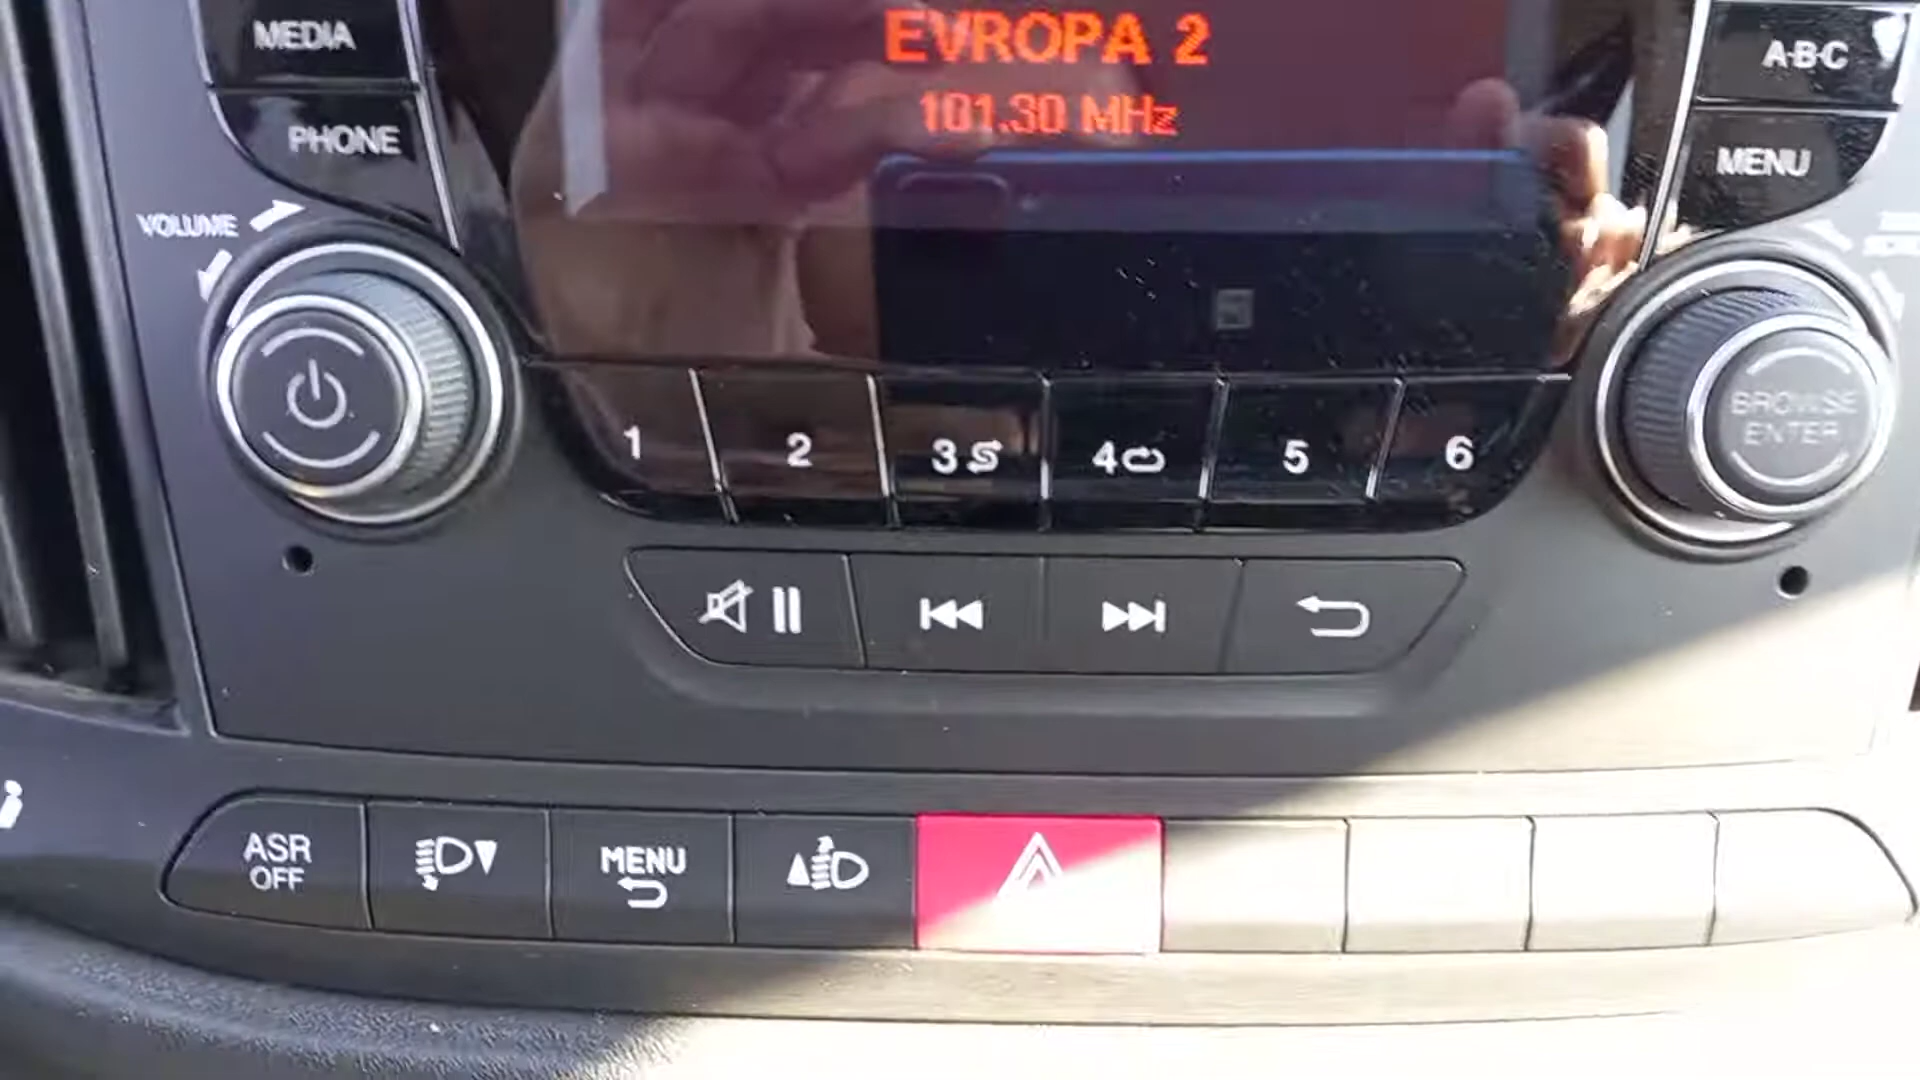 MEDIA
EVROPA 2
A-B-C
PHONE
101.30 MHz
MENU
VOLUME
BROWSE
ENTER
1 2 3 4 5 6
ASR
OFF
MENU